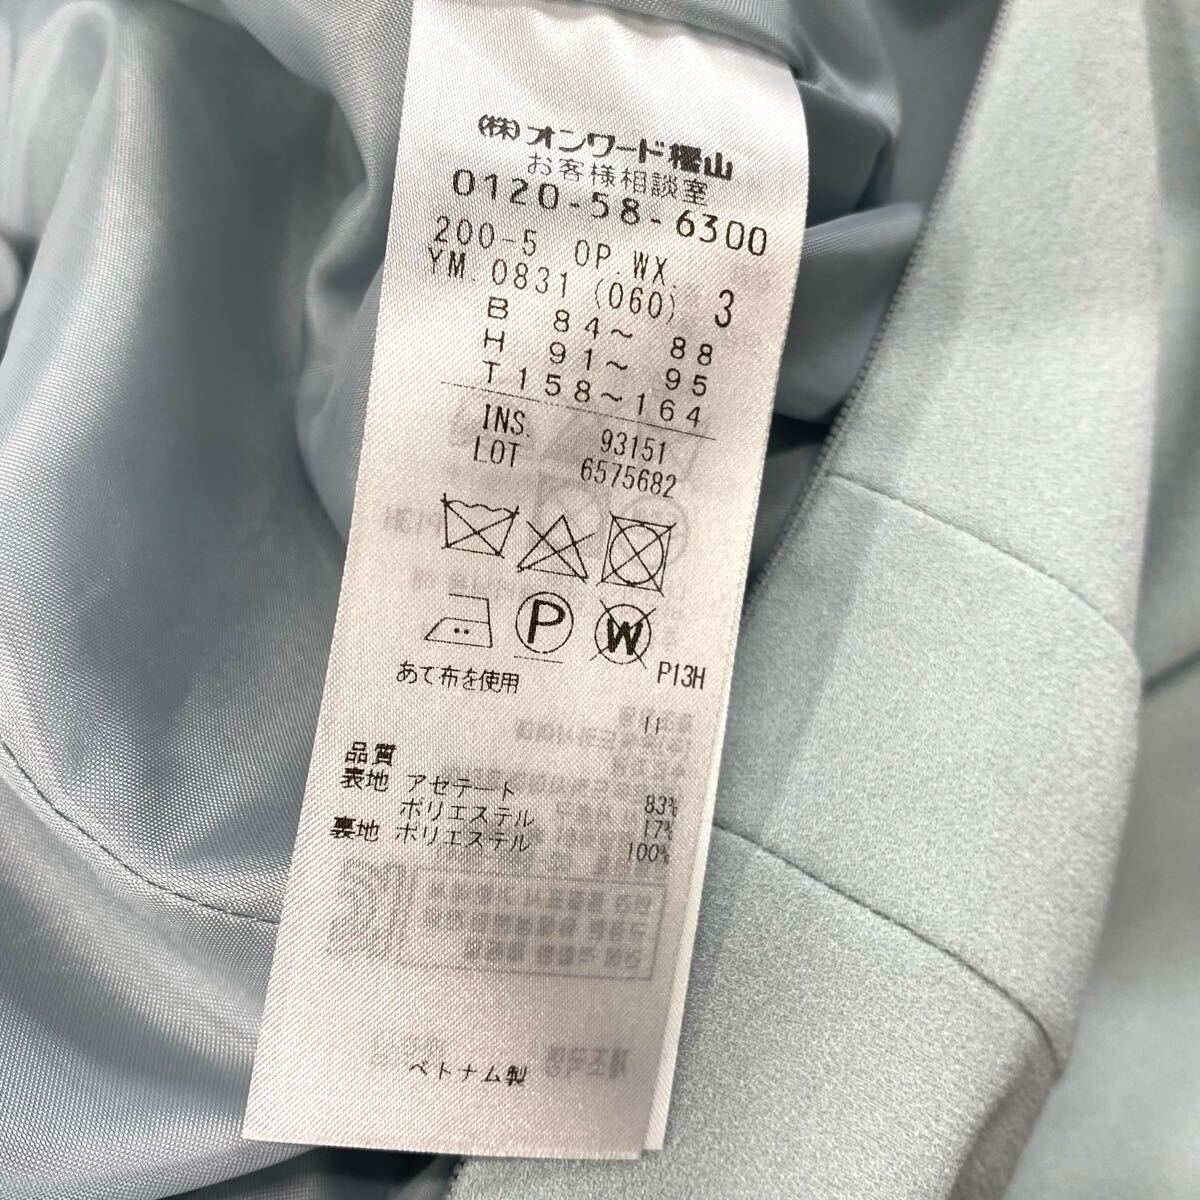 (株)オンワード樫山
お客様相談室
0120-58-6300
200-5 OP.WX.
YM.0831(060) 3
B 84～ 88
H 91～ 95
T158～164
INS. 93151
LOT 6575682
P
W
P13H
あて布を使用
11
品質
表地 アセテート 83%
ポリエステル 17%
裏地 ポリエステル 100%
ベトナム製